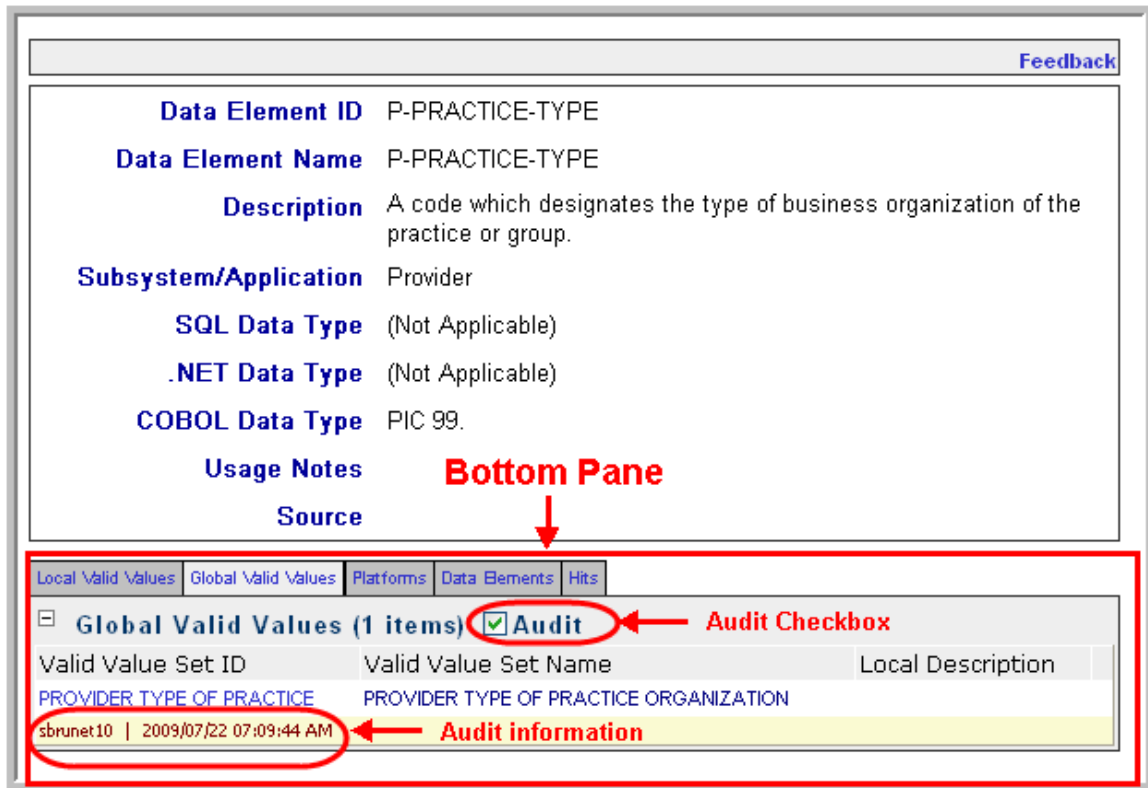 Feedback
Data Element ID P-PRACTICE-TYPE
Data Element Name P-PRACTICE-TYPE
Description A code which designates the type of business organization of the
practice or group.
Subsystem/Application Provider
SQL Data Type (Not Applicable)
.NET Data Type (Not Applicable)
COBOL Data Type PIC 99.
Usage Notes
Bottom Pane
Source
Local Valid Values Global Valid Values Platforms Data Elements Hits
Global Valid Values (1 items) Audit
Audit Checkbox
Valid Value Set ID Valid Value Set Name Local Description
PROVIDER TYPE OF PRACTICE PROVIDER TYPE OF PRACTICE ORGANIZATION
sbrunet10 | 2009/07/22 07:09:44 AM
Audit information